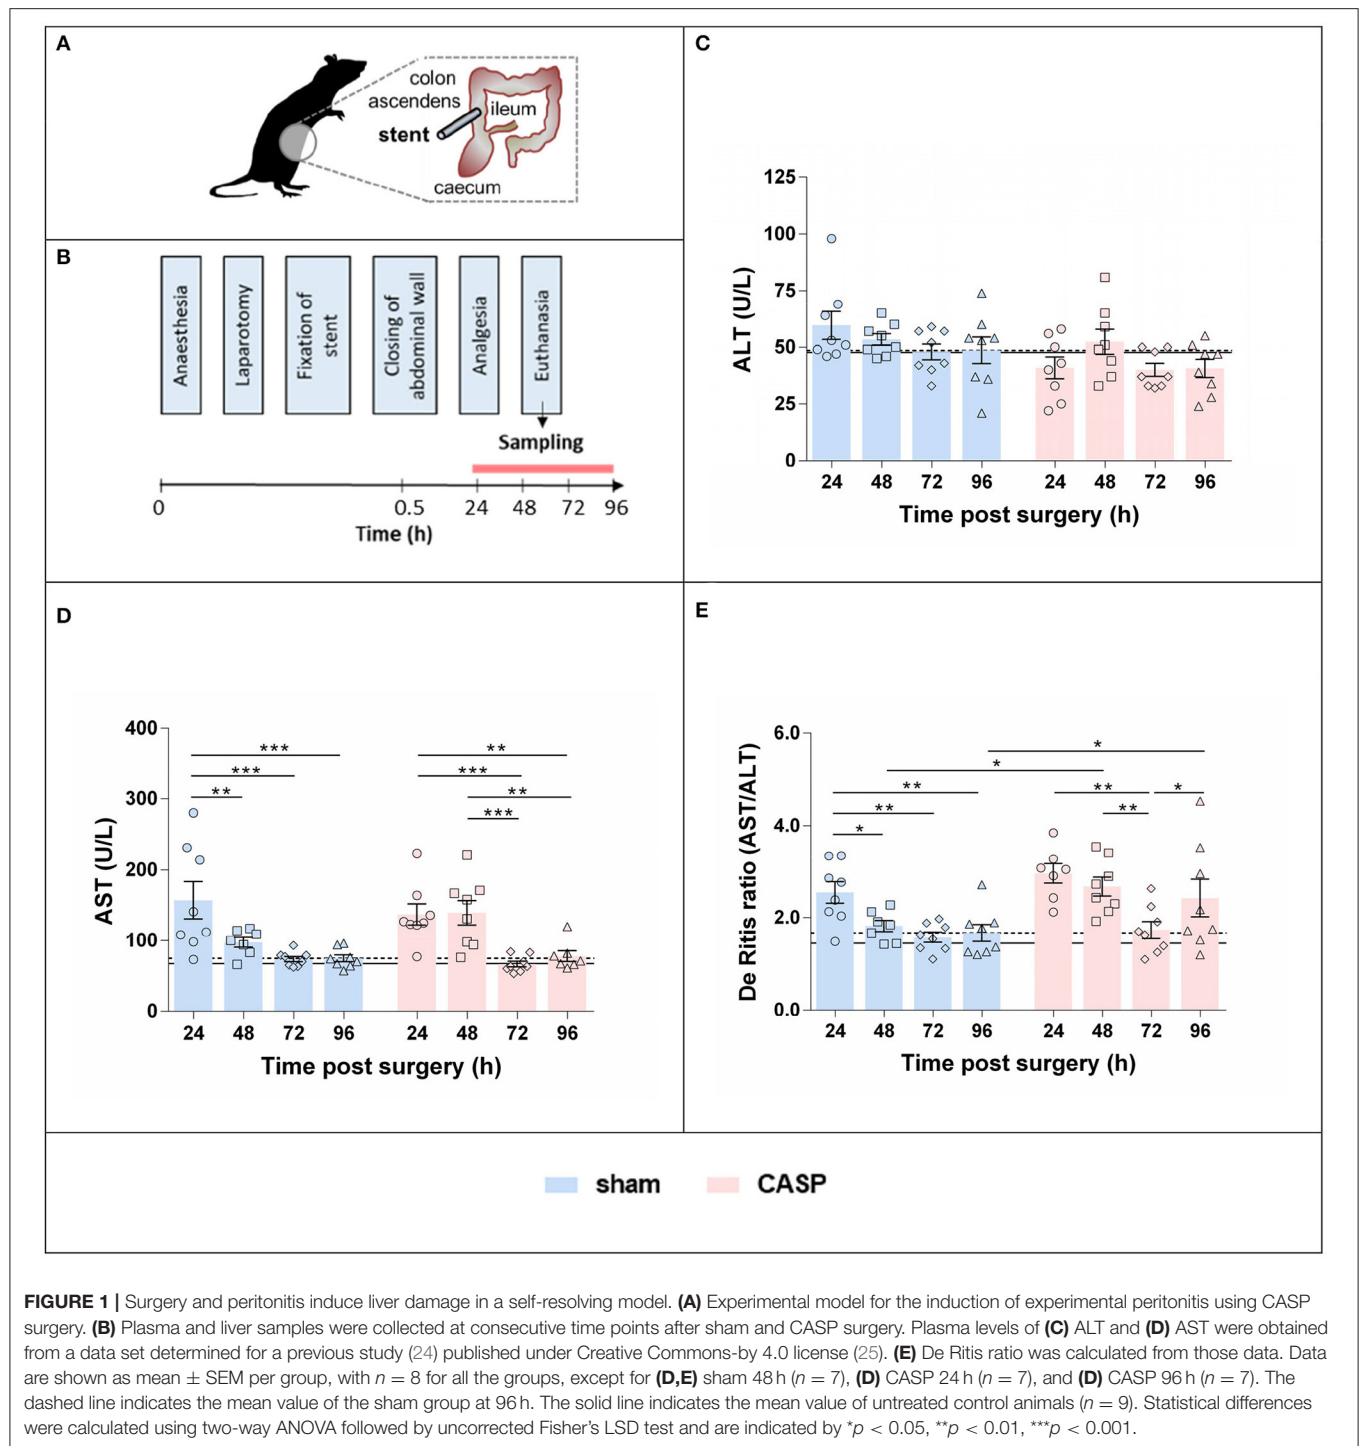 A
colon
ascendens
ileum
stent
caecum
B
Anaesthesia
Laparotomy
Fixation of
stent
Closing of
abdominal wall
Analgesia
Euthanasia
Sampling
0 0.5 24 48 72 96
Time (h)
C
ALT (U/L)
125
100
75
50
25
0
24 48 72 96 24 48 72 96
Time post surgery (h)
D
AST (U/L)
400
300
200
100
0
*** **
*** ***
** **
***
24 48 72 96 24 48 72 96
Time post surgery (h)
E
De Ritis ratio (AST/ALT)
6.0
4.0
2.0
0.0
*
*
** ** *
** **
*
24 48 72 96 24 48 72 96
Time post surgery (h)
sham CASP
FIGURE 1 | Surgery and peritonitis induce liver damage in a self-resolving model. (A) Experimental model for the induction of experimental peritonitis using CASP
surgery. (B) Plasma and liver samples were collected at consecutive time points after sham and CASP surgery. Plasma levels of (C) ALT and (D) AST were obtained
from a data set determined for a previous study (24) published under Creative Commons-by 4.0 license (25). (E) De Ritis ratio was calculated from those data. Data
are shown as mean ± SEM per group, with n = 8 for all the groups, except for (D,E) sham 48 h (n = 7), (D) CASP 24 h (n = 7), and (D) CASP 96 h (n = 7). The
dashed line indicates the mean value of the sham group at 96 h. The solid line indicates the mean value of untreated control animals (n = 9). Statistical differences
were calculated using two-way ANOVA followed by uncorrected Fisher's LSD test and are indicated by *p < 0.05, **p < 0.01, ***p < 0.001.